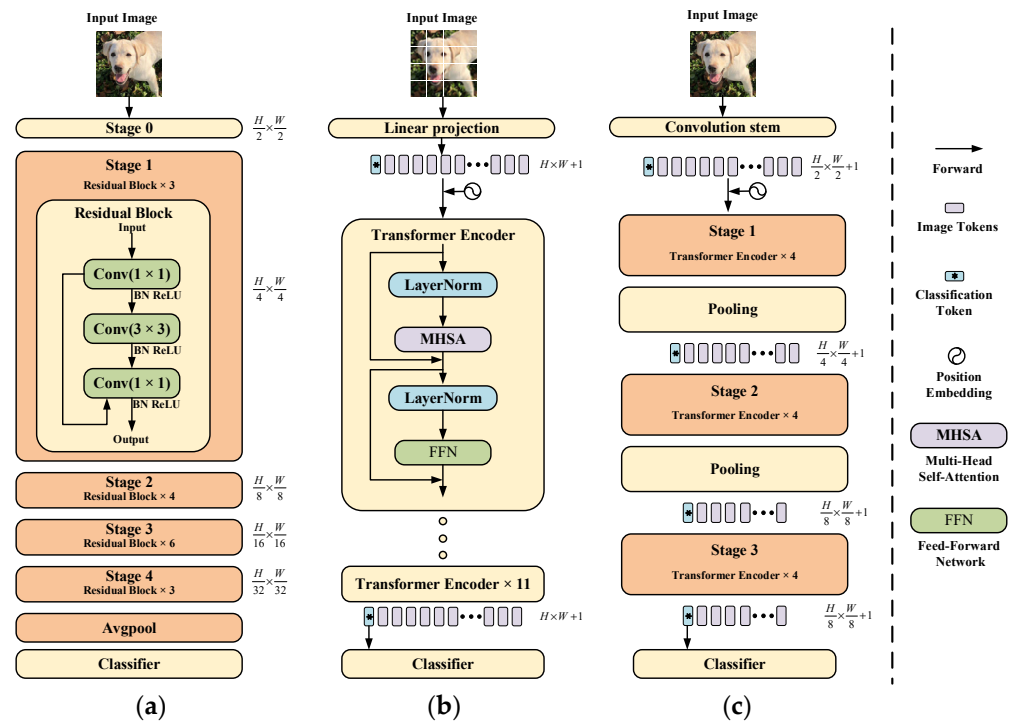 Input Image
Stage 0
H/2 × W/2
Stage 1
Residual Block × 3
Residual Block
Input
Conv(1 × 1)
BN ReLU
H/4 × W/4
Conv(3 × 3)
BN ReLU
Conv(1 × 1)
BN ReLU
Output
Stage 2
Residual Block × 4
H/8 × W/8
Stage 3
Residual Block × 6
H/16 × W/16
Stage 4
Residual Block × 3
H/32 × W/32
Avgpool
Classifier
(a)
Input Image
Linear projection
* ••• H×W+1
Transformer Encoder
LayerNorm
MHSA
LayerNorm
FFN
Transformer Encoder × 11
* ••• H×W+1
Classifier
(b)
Input Image
Convolution stem
* ••• H/2 × W/2 +1
Stage 1
Transformer Encoder × 4
Pooling
* ••• H/4 × W/4 +1
Stage 2
Transformer Encoder × 4
Pooling
* ••• H/8 × W/8 +1
Stage 3
Transformer Encoder × 4
* ••• H/8 × W/8 +1
Classifier
(c)
Forward
Image Tokens
*
Classification
Token
Position
Embedding
MHSA
Multi-Head
Self-Attention
FFN
Feed-Forward
Network